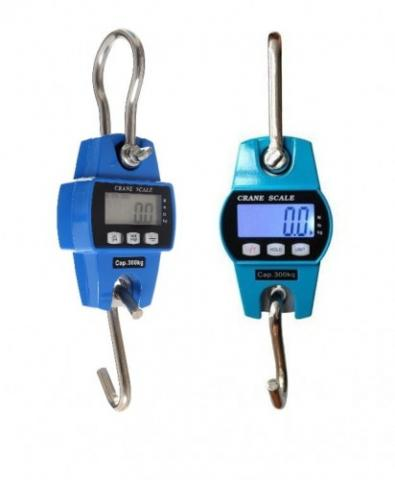 CRANE SCALE
0.0
Cap.300kg
CRANE SCALE
0.0
HOLD
UNIT
Cap.300kg